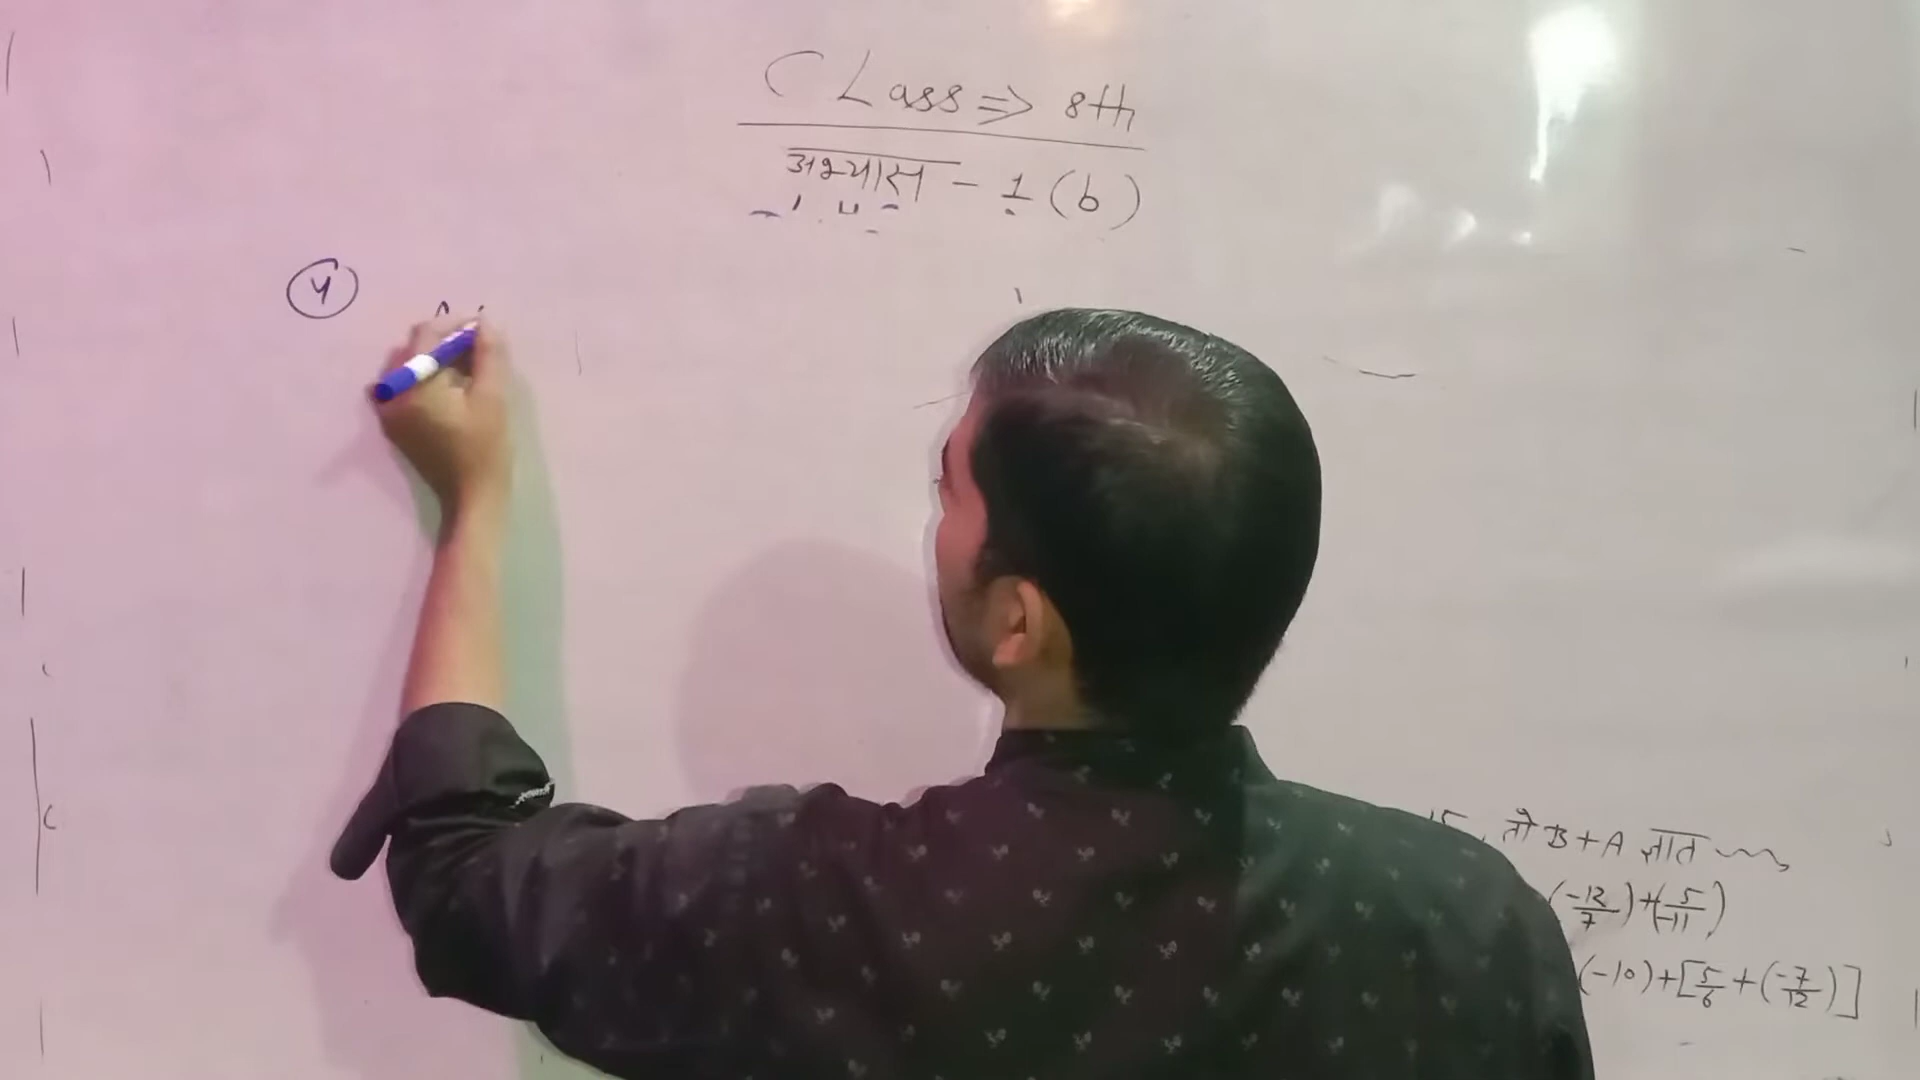 CLass ⇒ 8th
अभ्यास - 1 (b)
4
तो B + A ज्ञात
(-12/7) + (5/-11)
(-10) + [5/6 + (-7/12)]